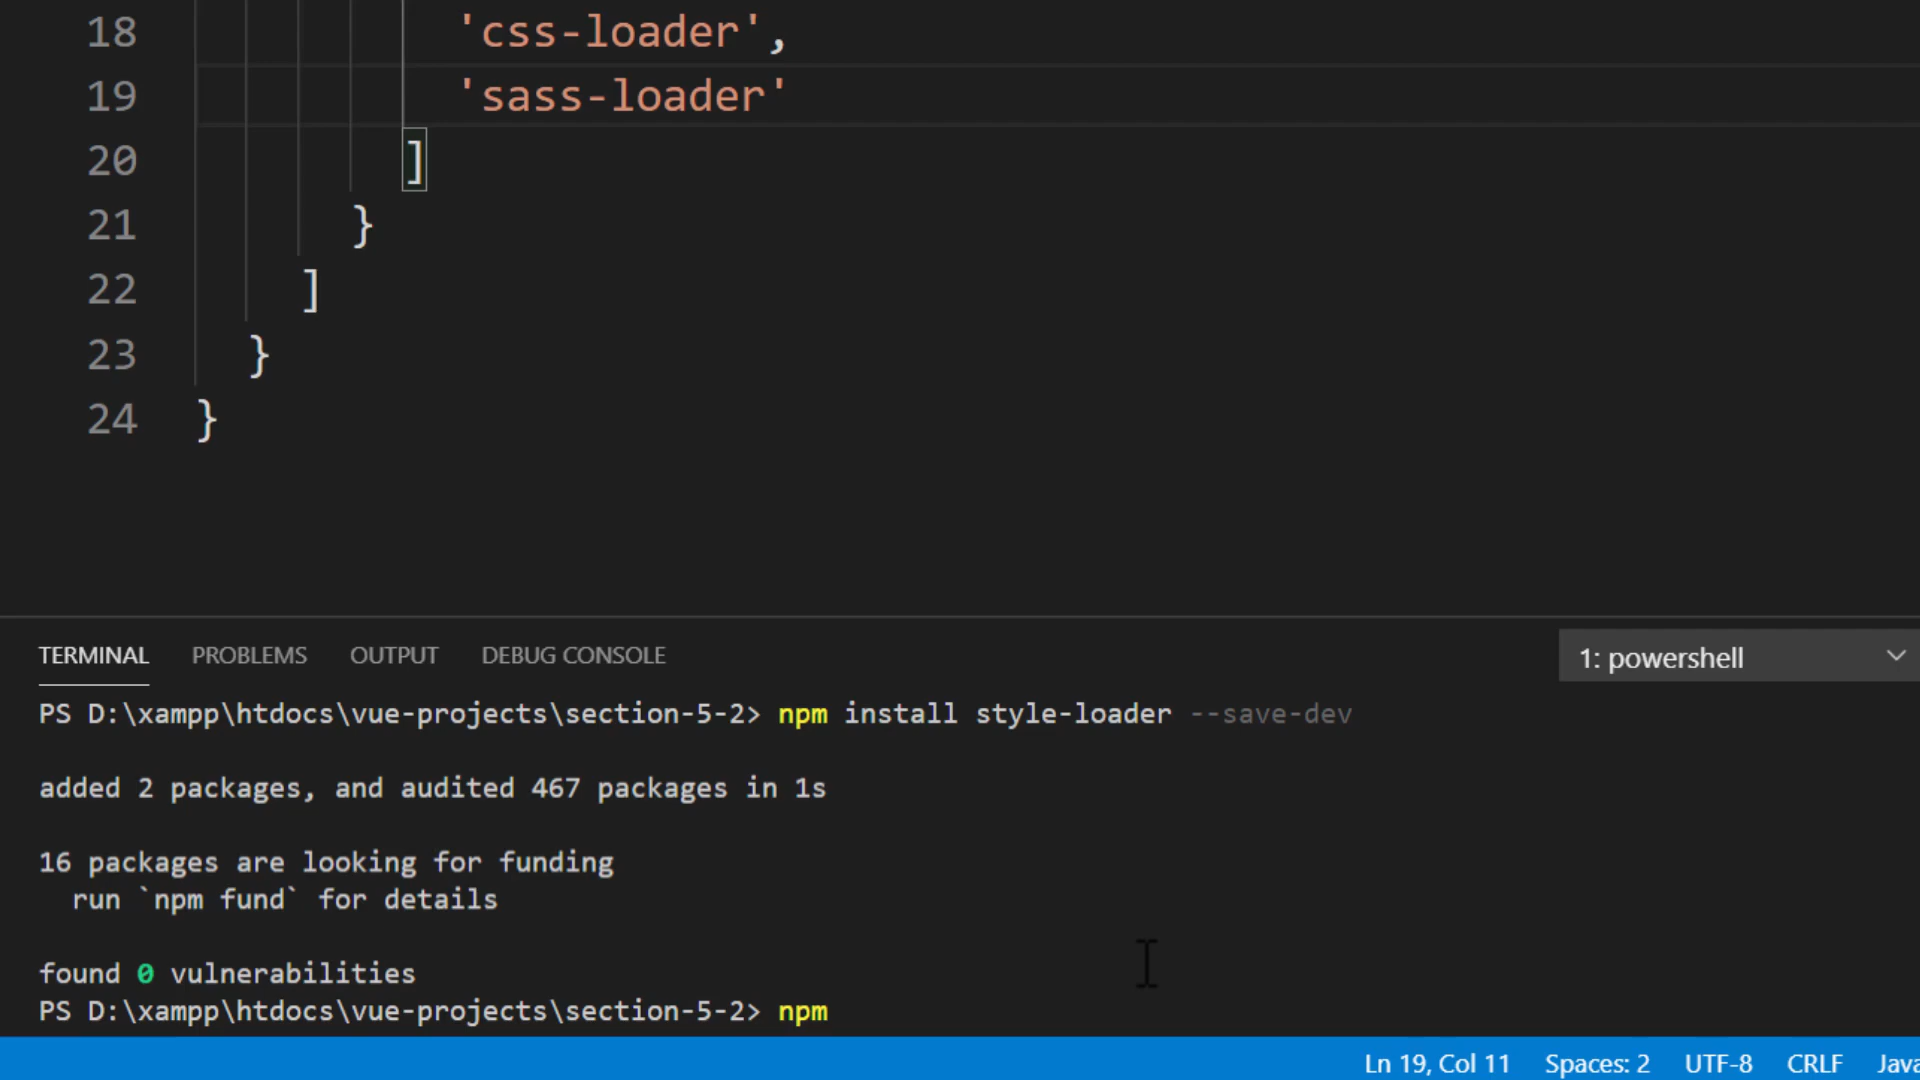 18 'css-loader',
19 'sass-loader'
20 ]
21 }
22 ]
23 }
24 }
TERMINAL PROBLEMS OUTPUT DEBUG CONSOLE 1: powershell
PS D:\xampp\htdocs\vue-projects\section-5-2> npm install style-loader --save-dev
added 2 packages, and audited 467 packages in 1s
16 packages are looking for funding
run `npm fund` for details
found 0 vulnerabilities
PS D:\xampp\htdocs\vue-projects\section-5-2> npm
Ln 19, Col 11 Spaces: 2 UTF-8 CRLF Java